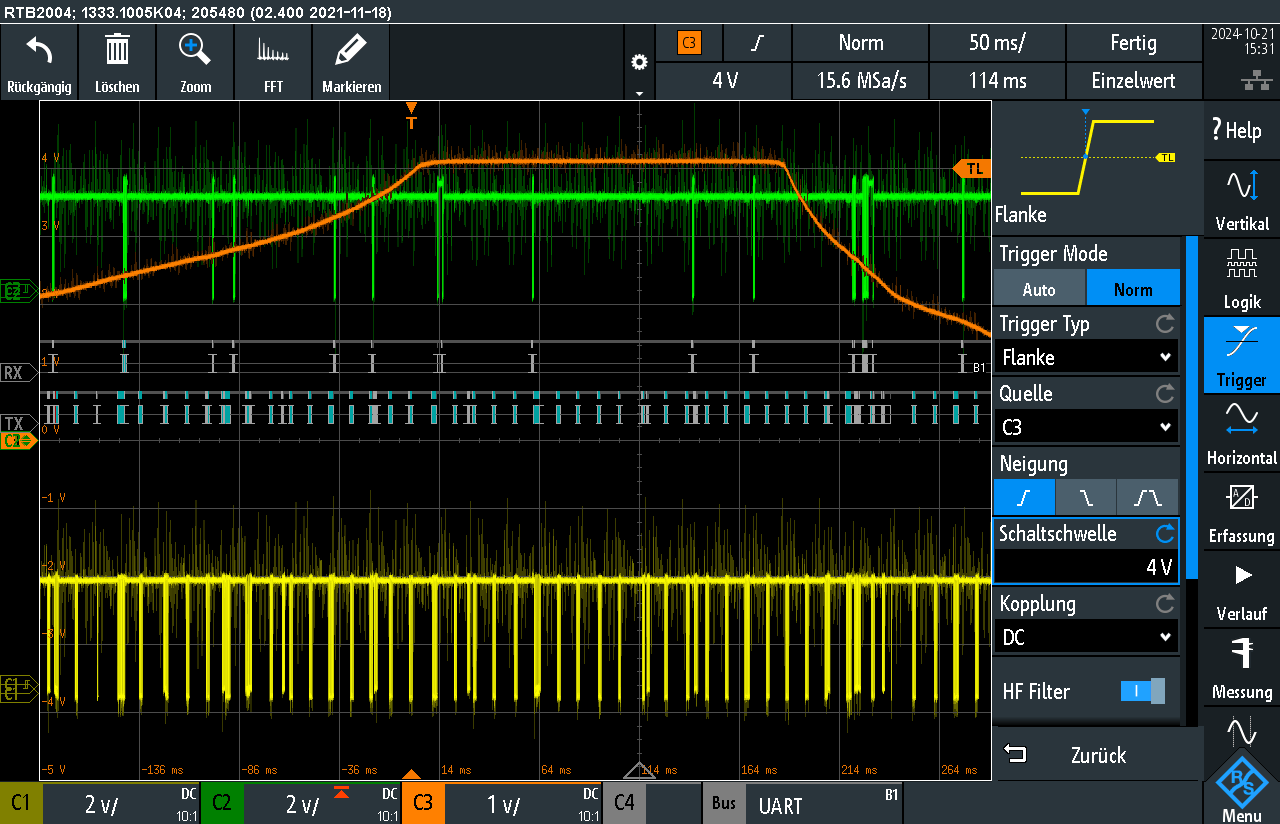 RTB2004; 1333.1005K04; 205480 (02.400 2021-11-18)
Rückgängig
Löschen
Zoom
FFT
Markieren
C3
Norm
50 ms/
Fertig
4 V
15.6 MSa/s
114 ms
Einzelwert
2024-10-21
15:31
T
4 V
3 V
1 V
0 V
-1 V
-2 V
-3 V
-4 V
-5 V
TL
RX
TX
B1
-136 ms
-86 ms
-36 ms
14 ms
64 ms
114 ms
164 ms
214 ms
264 ms
TL
Flanke
Trigger Mode
Auto
Norm
Trigger Typ
Flanke
Quelle
C3
Neigung
Schaltschwelle
4 V
Kopplung
DC
HF Filter
I
Zurück
? Help
Vertikal
Logik
Trigger
Horizontal
A/D
Erfassung
Verlauf
Messung
R&S
Menu
C1
2 V/
DC
10:1
C2
2 V/
DC
10:1
C3
1 V/
DC
10:1
C4
Bus
UART
B1